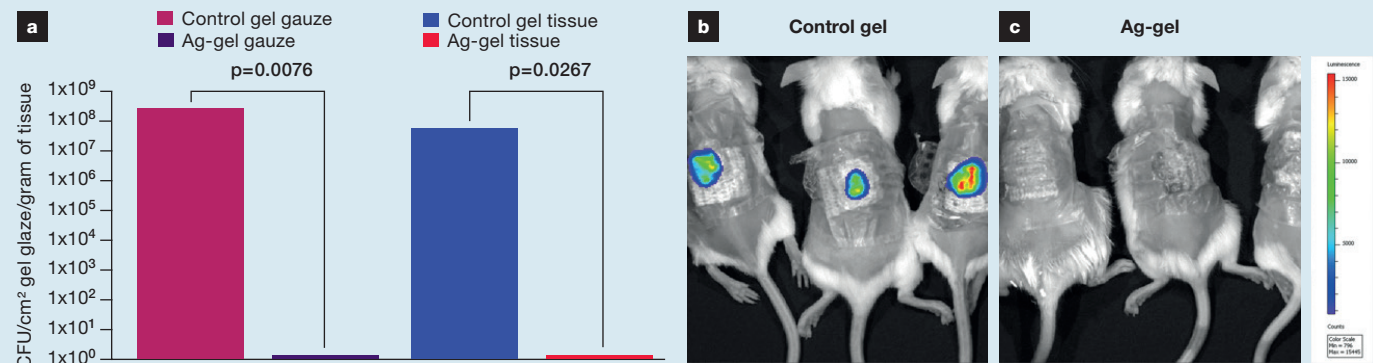 a
Control gel gauze
Ag-gel gauze
Control gel tissue
Ag-gel tissue
p=0.0076
p=0.0267
CFU/cm² gel glaze/gram of tissue
1x10⁹
1x10⁸
1x10⁷
1x10⁶
1x10⁵
1x10⁴
1x10³
1x10²
1x10¹
1x10⁰
b
Control gel
c
Ag-gel
Luminescence
15000
10000
5000
Counts
Color Scale
Min = 796
Max = 15445